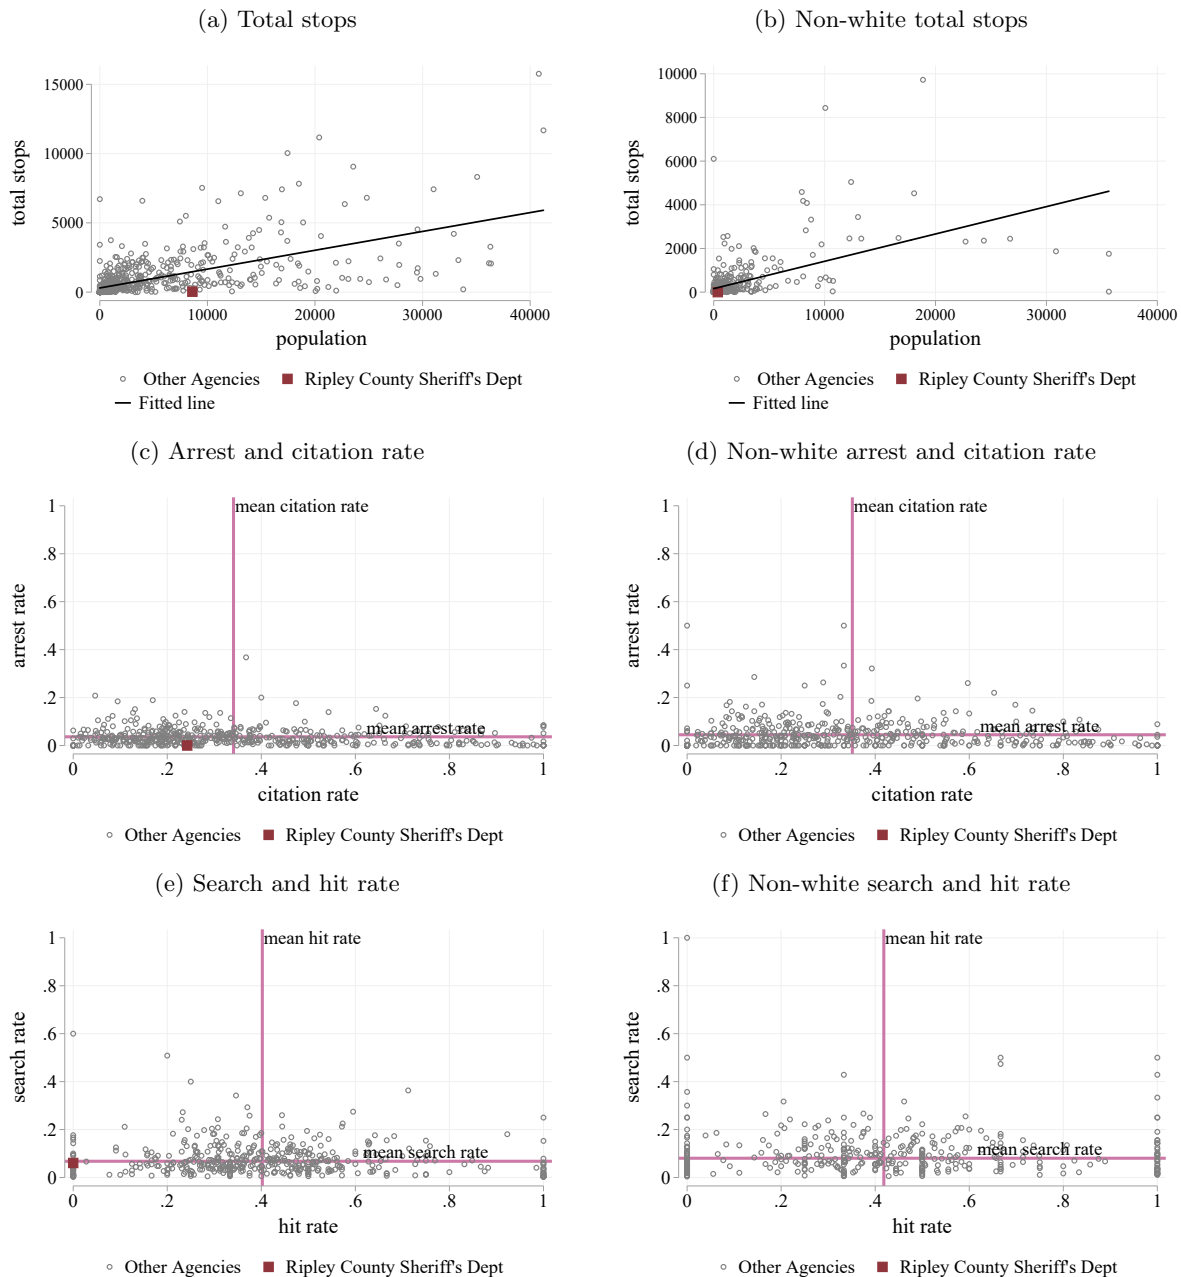 (a) Total stops
15000
10000
5000
0
total stops
0 10000 20000 30000 40000
population
Other Agencies Ripley County Sheriff's Dept
Fitted line
(b) Non-white total stops
10000
8000
6000
4000
2000
0
total stops
0 10000 20000 30000 40000
population
Other Agencies Ripley County Sheriff's Dept
Fitted line
(c) Arrest and citation rate
1
.8
.6
.4
.2
0
arrest rate
mean citation rate
mean arrest rate
0 .2 .4 .6 .8 1
citation rate
Other Agencies Ripley County Sheriff's Dept
(d) Non-white arrest and citation rate
1
.8
.6
.4
.2
0
arrest rate
mean citation rate
mean arrest rate
0 .2 .4 .6 .8 1
citation rate
Other Agencies Ripley County Sheriff's Dept
(e) Search and hit rate
1
.8
.6
.4
.2
0
search rate
mean hit rate
mean search rate
0 .2 .4 .6 .8 1
hit rate
Other Agencies Ripley County Sheriff's Dept
(f) Non-white search and hit rate
1
.8
.6
.4
.2
0
search rate
mean hit rate
mean search rate
0 .2 .4 .6 .8 1
hit rate
Other Agencies Ripley County Sheriff's Dept